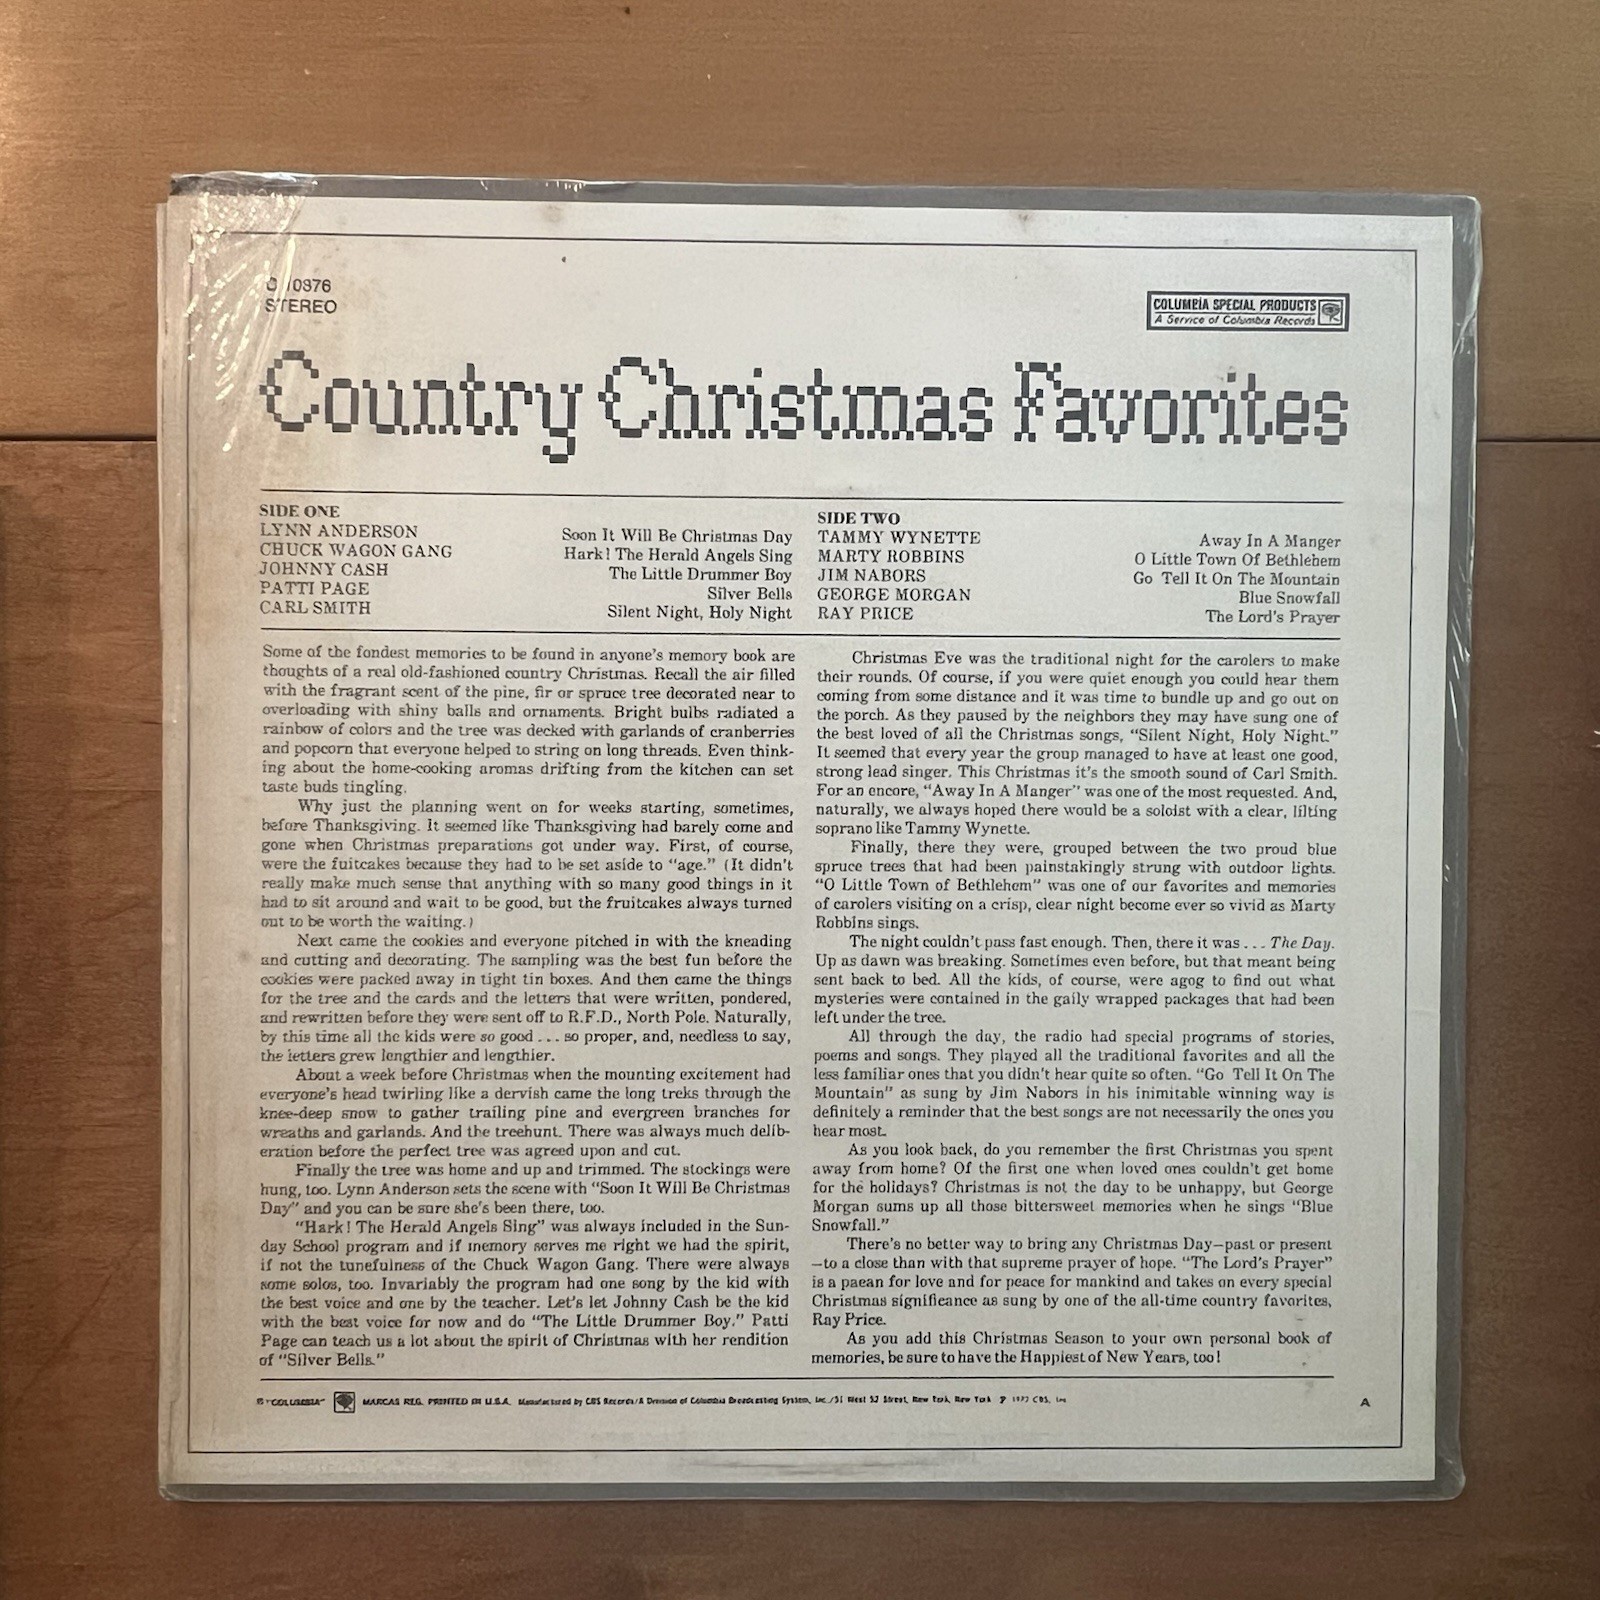 10376
STEREO
COLUMBIA SPECIAL PRODUCTS
A Service of Columbia Records
Country Christmas Favorites
SIDE ONE
LYNN ANDERSON Soon It Will Be Christmas Day
CHUCK WAGON GANG Hark! The Herald Angels Sing
JOHNNY CASH The Little Drummer Boy
PATTI PAGE Silver Bells
CARL SMITH Silent Night, Holy Night
SIDE TWO
TAMMY WYNETTE Away In A Manger
MARTY ROBBINS O Little Town Of Bethlehem
JIM NABORS Go Tell It On The Mountain
GEORGE MORGAN Blue Snowfall
RAY PRICE The Lord's Prayer
Some of the fondest memories to be found in anyone's memory book are
thoughts of a real old-fashioned country Christmas. Recall the air filled
with the fragrant scent of the pine, fir or spruce tree decorated near to
overloading with shiny balls and ornaments. Bright bulbs radiated a
rainbow of colors and the tree was decked with garlands of cranberries
and popcorn that everyone helped to string on long threads. Even think-
ing about the home-cooking aromas drifting from the kitchen can set
taste buds tingling.
Why just the planning went on for weeks starting, sometimes,
before Thanksgiving. It seemed like Thanksgiving had barely come and
gone when Christmas preparations got under way. First, of course,
were the fuitcakes because they had to be set aside to "age." (It didn't
really make much sense that anything with so many good things in it
had to sit around and wait to be good, but the fruitcakes always turned
out to be worth the waiting.)
Next came the cookies and everyone pitched in with the kneading
and cutting and decorating. The sampling was the best fun before the
cookies were packed away in tight tin boxes. And then came the things
for the tree and the cards and the letters that were written, pondered,
and rewritten before they were sent off to R.F.D., North Pole. Naturally,
by this time all the kids were so good . . . so proper, and, needless to say,
the letters grew lengthier and lengthier.
About a week before Christmas when the mounting excitement had
everyone's head twirling like a dervish came the long treks through the
knee-deep snow to gather trailing pine and evergreen branches for
wreaths and garlands. And the treehunt. There was always much delib-
eration before the perfect tree was agreed upon and cut.
Finally the tree was home and up and trimmed. The stockings were
hung, too. Lynn Anderson sets the scene with "Soon It Will Be Christmas
Day" and you can be sure she's been there, too.
"Hark! The Herald Angels Sing" was always included in the Sun-
day School program and if memory serves me right we had the spirit,
if not the tunefulness of the Chuck Wagon Gang. There were always
some solos, too. Invariably the program had one song by the kid with
the best voice and one by the teacher. Let's let Johnny Cash be the kid
with the best voice for now and do "The Little Drummer Boy." Patti
Page can teach us a lot about the spirit of Christmas with her rendition
of "Silver Bells."
Christmas Eve was the traditional night for the carolers to make
their rounds. Of course, if you were quiet enough you could hear them
coming from some distance and it was time to bundle up and go out on
the porch. As they paused by the neighbors they may have sung one of
the best loved of all the Christmas songs, "Silent Night, Holy Night."
It seemed that every year the group managed to have at least one good,
strong lead singer. This Christmas it's the smooth sound of Carl Smith.
For an encore, "Away In A Manger" was one of the most requested. And,
naturally, we always hoped there would be a soloist with a clear, lilting
soprano like Tammy Wynette.
Finally, there they were, grouped between the two proud blue
spruce trees that had been painstakingly strung with outdoor lights.
"O Little Town of Bethlehem" was one of our favorites and memories
of carolers visiting on a crisp, clear night become ever so vivid as Marty
Robbins sings.
The night couldn't pass fast enough. Then, there it was . . . The Day.
Up as dawn was breaking. Sometimes even before, but that meant being
sent back to bed. All the kids, of course, were agog to find out what
mysteries were contained in the gaily wrapped packages that had been
left under the tree.
All through the day, the radio had special programs of stories,
poems and songs. They played all the traditional favorites and all the
less familiar ones that you didn't hear quite so often. "Go Tell It On The
Mountain" as sung by Jim Nabors in his inimitable winning way is
definitely a reminder that the best songs are not necessarily the ones you
hear most.
As you look back, do you remember the first Christmas you spent
away from home? Of the first one when loved ones couldn't get home
for the holidays? Christmas is not the day to be unhappy, but George
Morgan sums up all those bittersweet memories when he sings "Blue
Snowfall."
There's no better way to bring any Christmas Day—past or present
—to a close than with that supreme prayer of hope. "The Lord's Prayer"
is a paean for love and for peace for mankind and takes on every special
Christmas significance as sung by one of the all-time country favorites,
Ray Price.
As you add this Christmas Season to your own personal book of
memories, be sure to have the Happiest of New Years, too!
"COLUMBIA" MARCAS REG. PRINTED IN U.S.A. Manufactured by CBS Records/A Division of Columbia Broadcasting System, Inc./51 West 52 Street, New York, New York ℗ CBS, Inc.
A